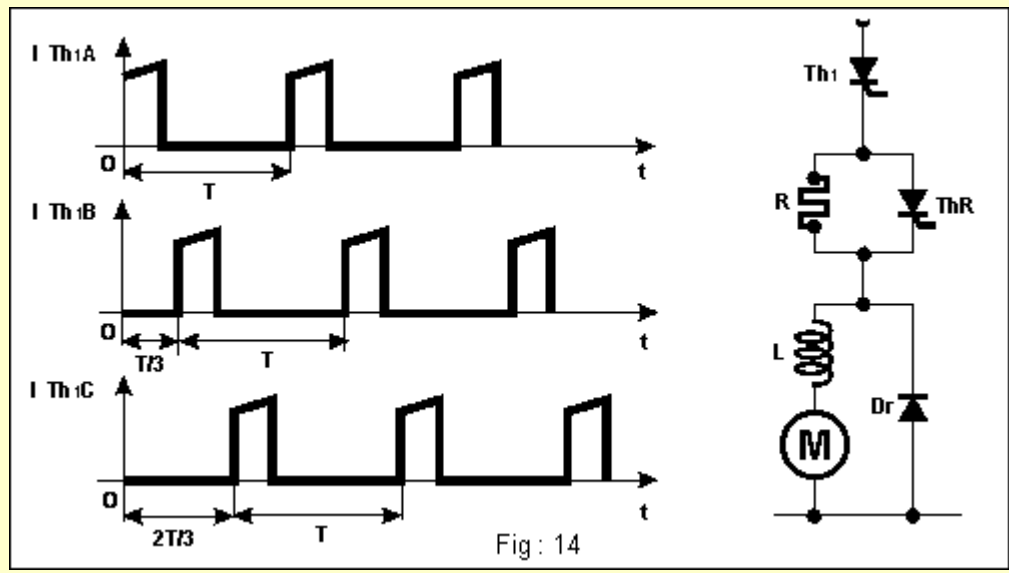 I Th1A
O
T
t
I Th1B
O
T/3
T
t
I Th1C
O
2T/3
T
t
Th1
R
ThR
L
Dr
M
Fig : 14